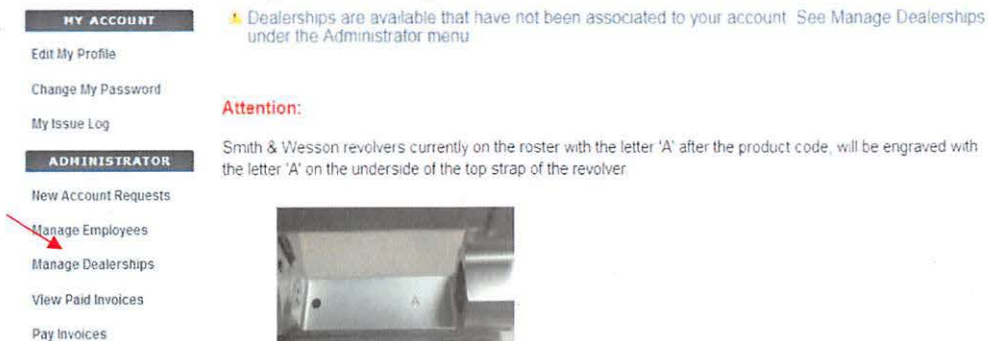 MY ACCOUNT
Edit My Profile
Change My Password
My Issue Log
ADMINISTRATOR
New Account Requests
Manage Employees
Manage Dealerships
View Paid Invoices
Pay Invoices
Dealerships are available that have not been associated to your account See Manage Dealerships
under the Administrator menu
Attention:
Smith & Wesson revolvers currently on the roster with the letter 'A' after the product code, will be engraved with
the letter 'A' on the underside of the top strap of the revolver.
A